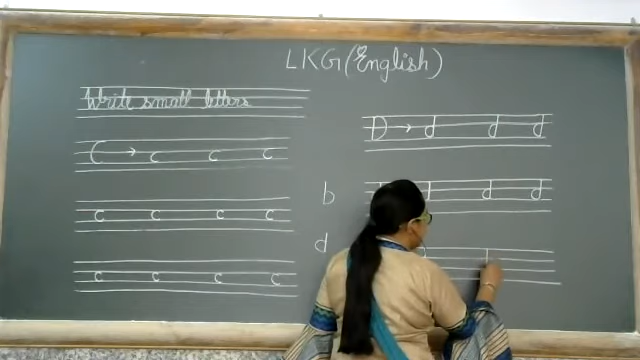 LKG (English)
Write small letters
C → c c c
c c c c
c c c c
D → d d d
b d d d
d